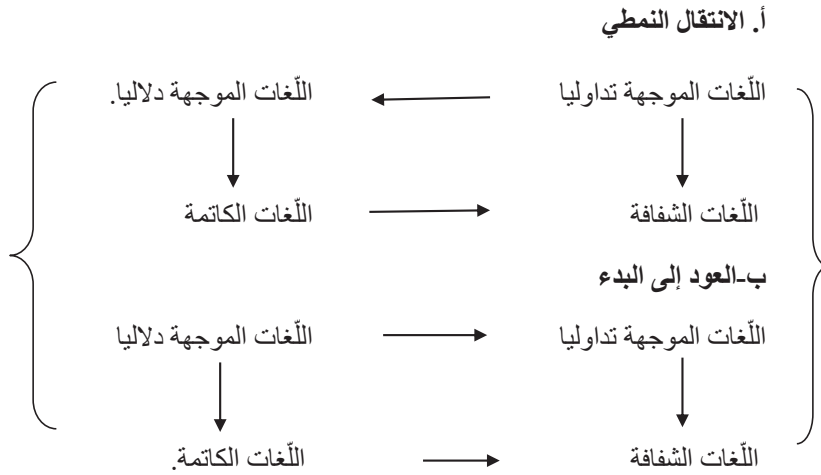 أ. الانتقال النمطي
اللّغات الموجهة تداوليا اللّغات الموجهة دلاليا.
اللّغات الشفافة اللّغات الكاتمة
ب-العود إلى البدء
اللّغات الموجهة تداوليا اللّغات الموجهة دلاليا
اللّغات الشفافة اللّغات الكاتمة.